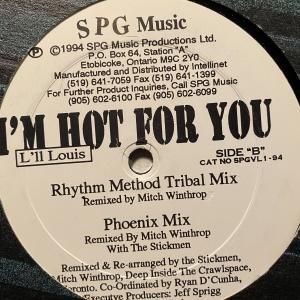 SPG Music
℗©1994 SPG Music Productions Ltd.
P.O. Box 64, Station "A"
Etobicoke, Ontario M9C 2Y0
Manufactured and Distributed by Intellinet
(519) 641-7059 Fax (519) 641-1399
For Further Product Inquiries, Call SPG Music
(905) 602-6100 Fax (905) 602-6099
I'M HOT FOR YOU
L'll Louis
SIDE "B"
CAT NO SPGVL1-94
Rhythm Method Tribal Mix
Remixed by Mitch Winthrop
Phoenix Mix
Remixed By Mitch Winthrop
With The Stickmen
Remixed & Re-arranged by the Stickmen,
Mitch Winthrop, Deep Inside The Crawlspace,
Toronto. Co-Ordinated by Ryan D'Cunha,
Executve Producers: Jeff Sprigg